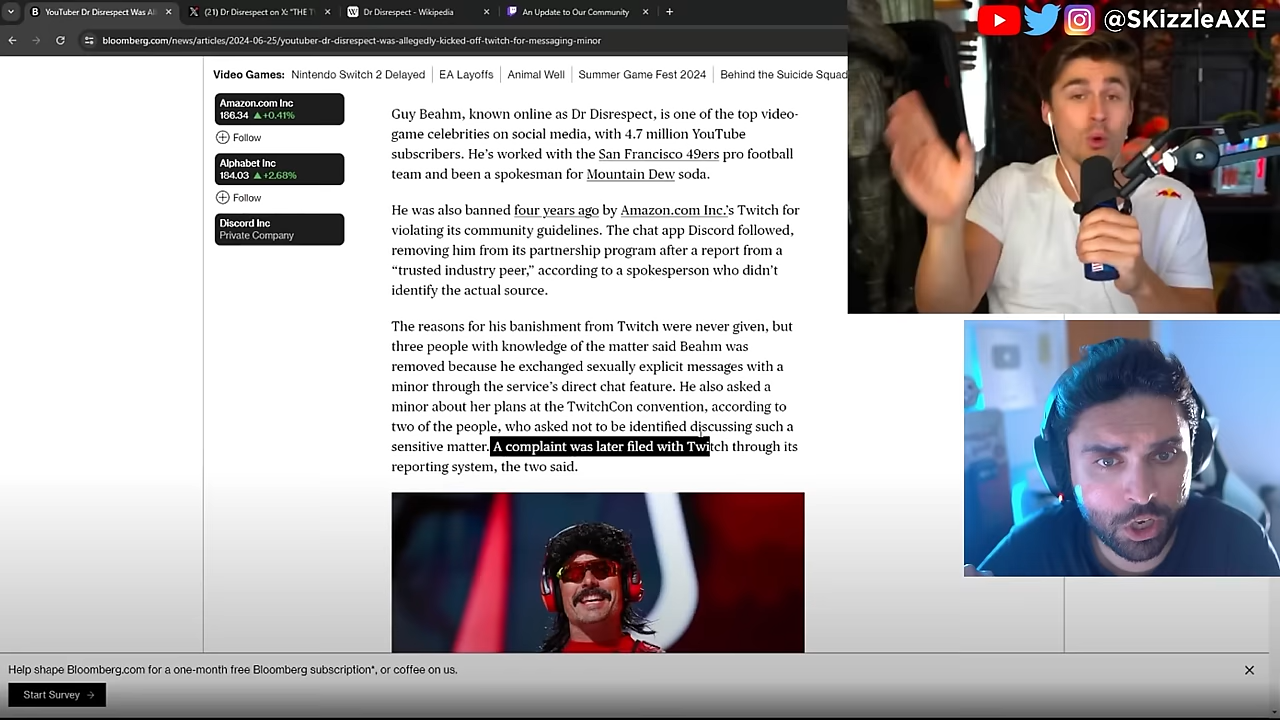 YouTuber Dr Disrespect Was Al
(21) Dr Disrespect on X: "THE T
Dr Disrespect - Wikipedia
An Update to Our Community
bloomberg.com/news/articles/2024-06-25/youtuber-dr-disrespect-was-allegedly-kicked-off-twitch-for-messaging-minor
@SKizzleAXE
Video Games: Nintendo Switch 2 Delayed EA Layoffs Animal Well Summer Game Fest 2024 Behind the Suicide Squad
Amazon.com Inc
186.34 ▲+0.41%
Follow
Alphabet Inc
184.03 ▲+2.68%
Follow
Discord Inc
Private Company
Guy Beahm, known online as Dr Disrespect, is one of the top video-
game celebrities on social media, with 4.7 million YouTube
subscribers. He’s worked with the San Francisco 49ers pro football
team and been a spokesman for Mountain Dew soda.
He was also banned four years ago by Amazon.com Inc.’s Twitch for
violating its community guidelines. The chat app Discord followed,
removing him from its partnership program after a report from a
“trusted industry peer,” according to a spokesperson who didn’t
identify the actual source.
The reasons for his banishment from Twitch were never given, but
three people with knowledge of the matter said Beahm was
removed because he exchanged sexually explicit messages with a
minor through the service’s direct chat feature. He also asked a
minor about her plans at the TwitchCon convention, according to
two of the people, who asked not to be identified discussing such a
sensitive matter. A complaint was later filed with Twitch through its
reporting system, the two said.
Help shape Bloomberg.com for a one-month free Bloomberg subscription*, or coffee on us.
Start Survey